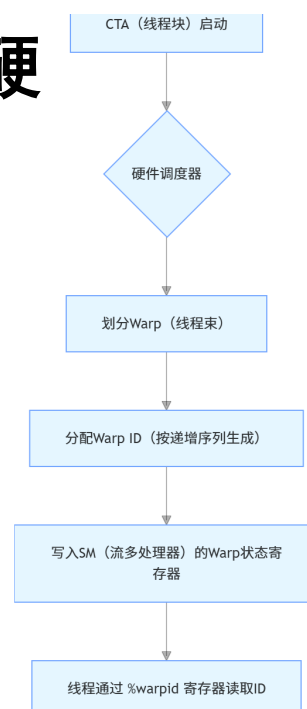 CTA（线程块）启动
硬
硬件调度器
划分Warp（线程束）
分配Warp ID（按递增序列生成）
写入SM（流多处理器）的Warp状态寄
存器
线程通过 %warpid 寄存器读取ID